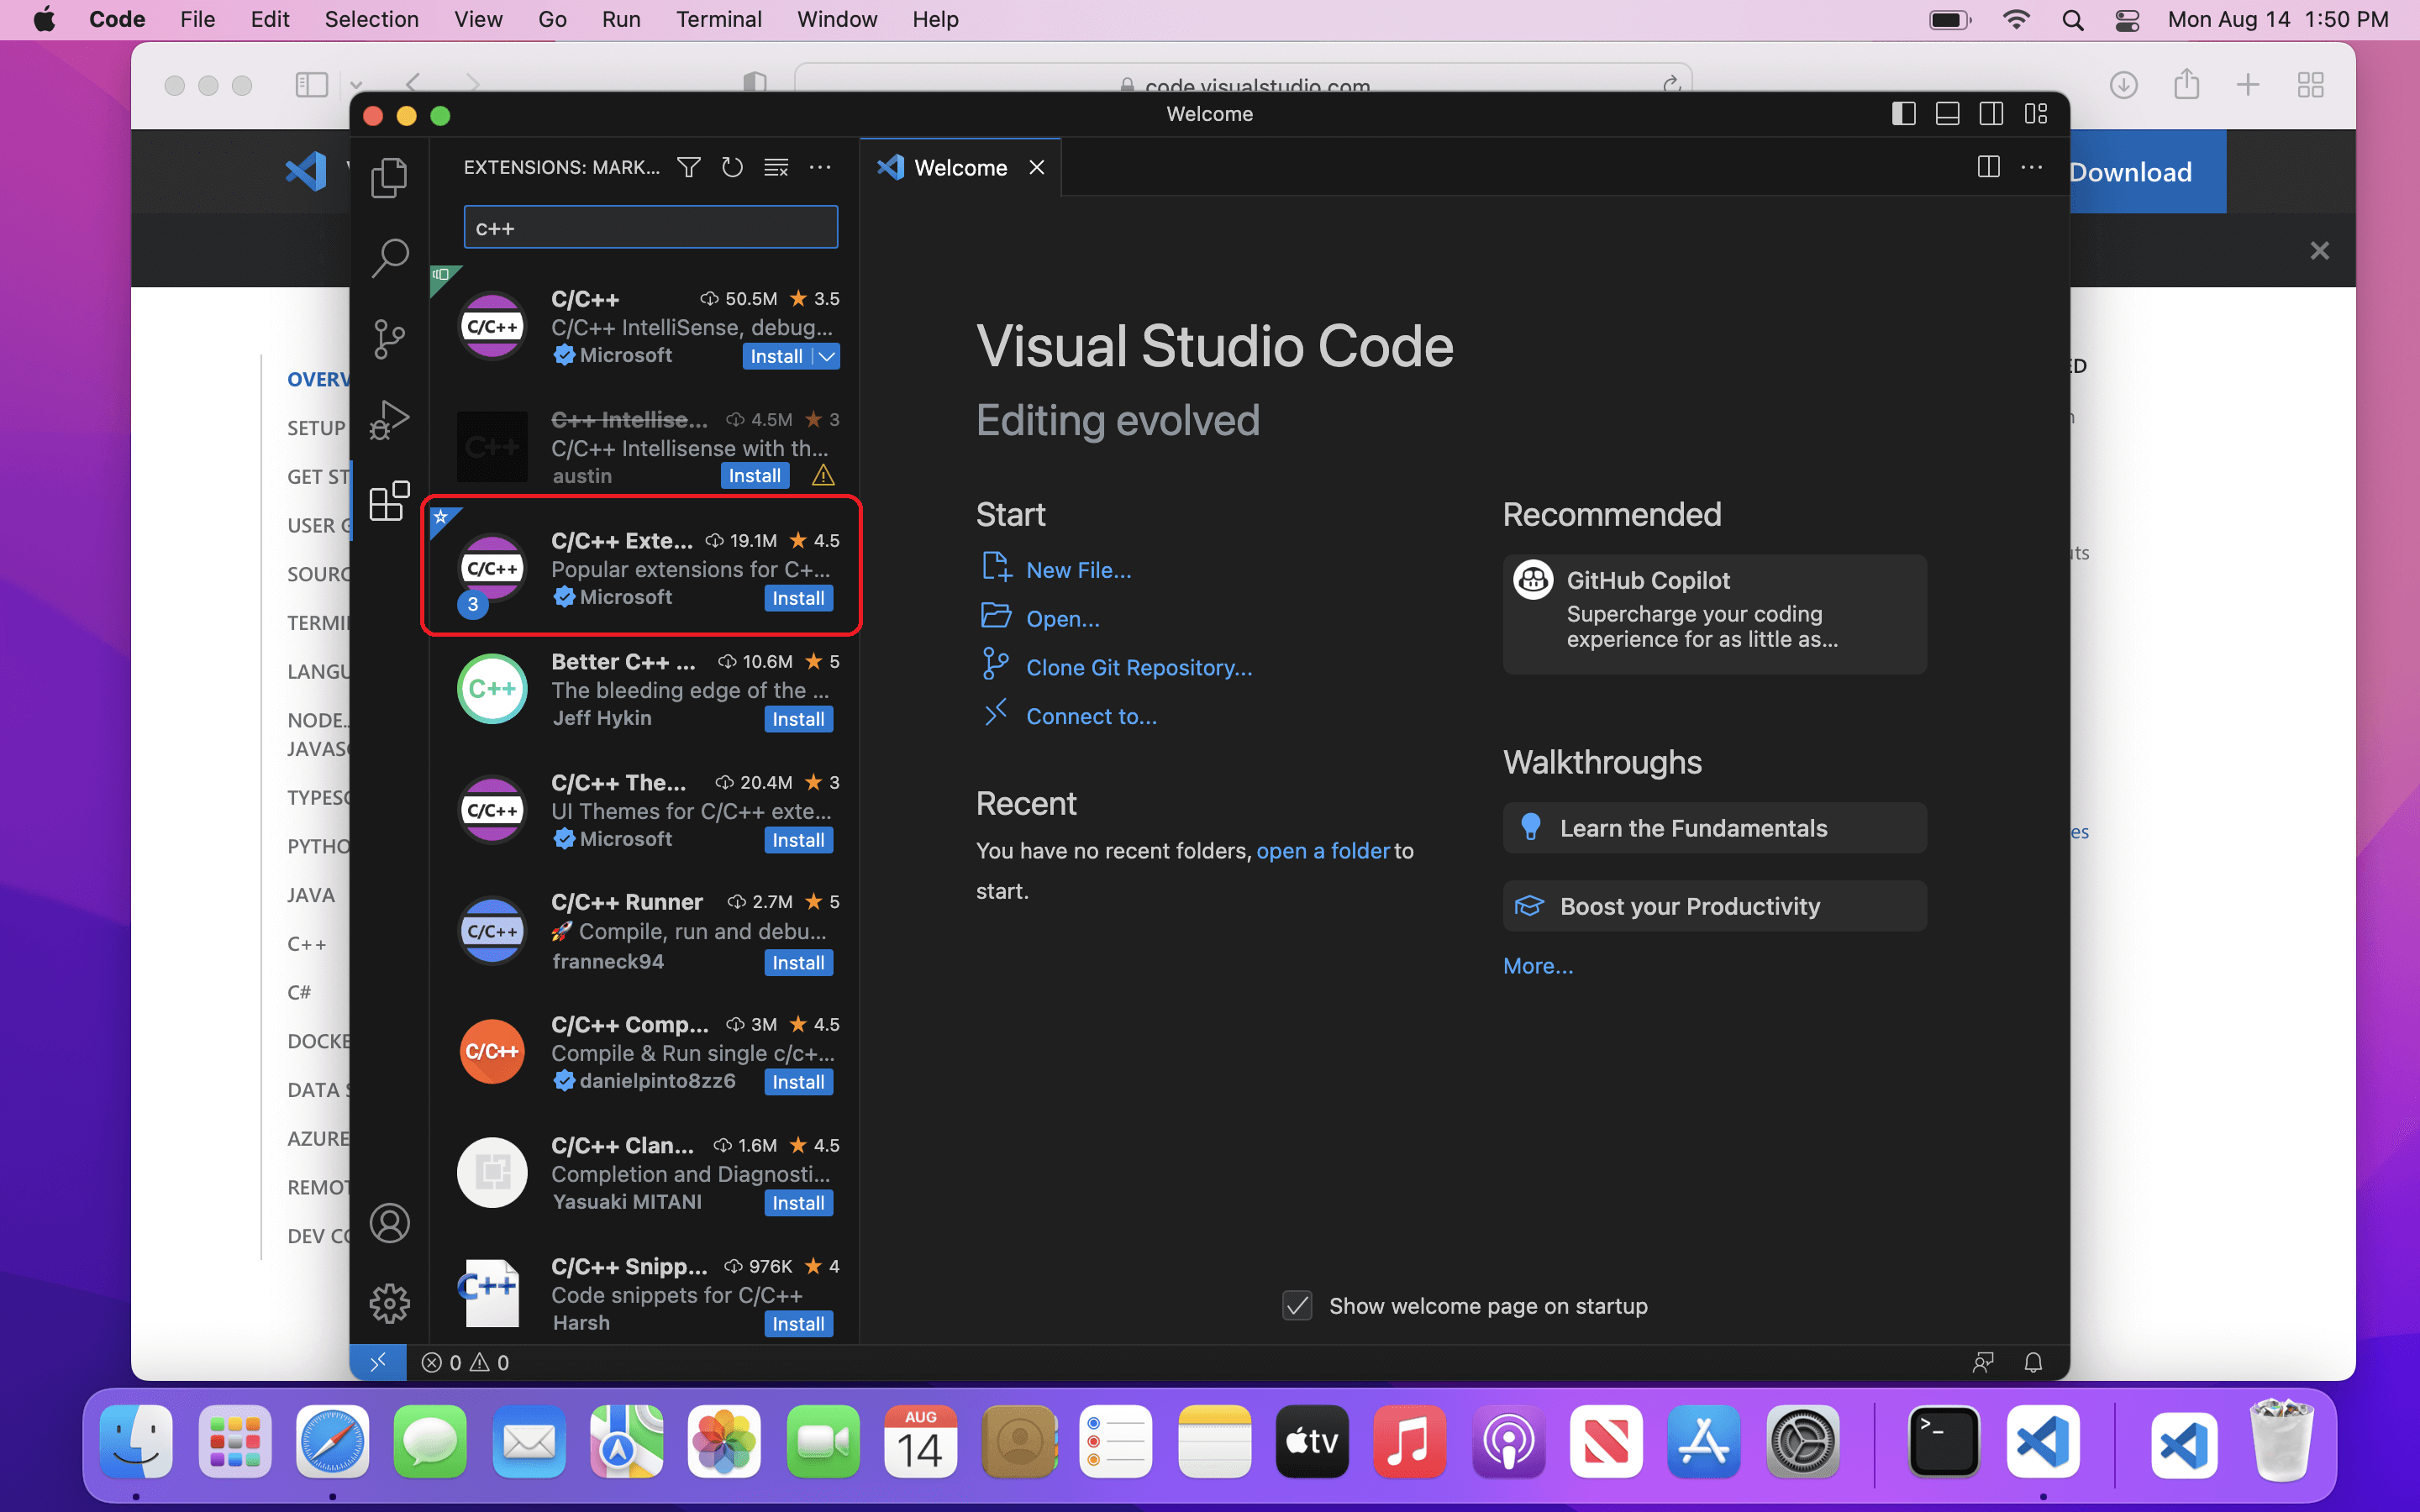 Code File Edit Selection View Go Run Terminal Window Help Mon Aug 14 1:50 PM
code.visualstudio.com
Welcome
Download
EXTENSIONS: MARK...
Welcome
c++
C/C++ 50.5M 3.5
C/C++ IntelliSense, debug...
Microsoft Install
C/C++
C++ Intellise... 4.5M 3
C/C++ Intellisense with th...
austin Install
C++
C/C++ Exte... 19.1M 4.5
Popular extensions for C+...
Microsoft Install
C/C++
3
Better C++ ... 10.6M 5
The bleeding edge of the ...
Jeff Hykin Install
C++
C/C++ The... 20.4M 3
UI Themes for C/C++ exte...
Microsoft Install
C/C++
C/C++ Runner 2.7M 5
🚀 Compile, run and debu...
franneck94 Install
C/C++
C/C++ Comp... 3M 4.5
Compile & Run single c/c+...
danielpinto8zz6 Install
C/C++
C/C++ Clan... 1.6M 4.5
Completion and Diagnosti...
Yasuaki MITANI Install
C/C++ Snipp... 976K 4
Code snippets for C/C++
Harsh Install
C++
Visual Studio Code
Editing evolved
Start
New File...
Open...
Clone Git Repository...
Connect to...
Recent
You have no recent folders, open a folder to
start.
Recommended
GitHub Copilot
Supercharge your coding
experience for as little as...
Walkthroughs
Learn the Fundamentals
Boost your Productivity
More...
Show welcome page on startup
0 0
OVERV
SETUP
GET ST
USER G
SOURC
TERMI
LANGU
NODE.
JAVASC
TYPESC
PYTHO
JAVA
C++
C#
DOCKE
DATA S
AZURE
REMOT
DEV CO
ED
uts
es
AUG
14
tv
>_